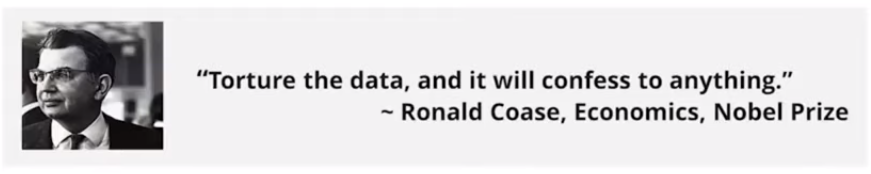 “Torture the data, and it will confess to anything.”
~ Ronald Coase, Economics, Nobel Prize